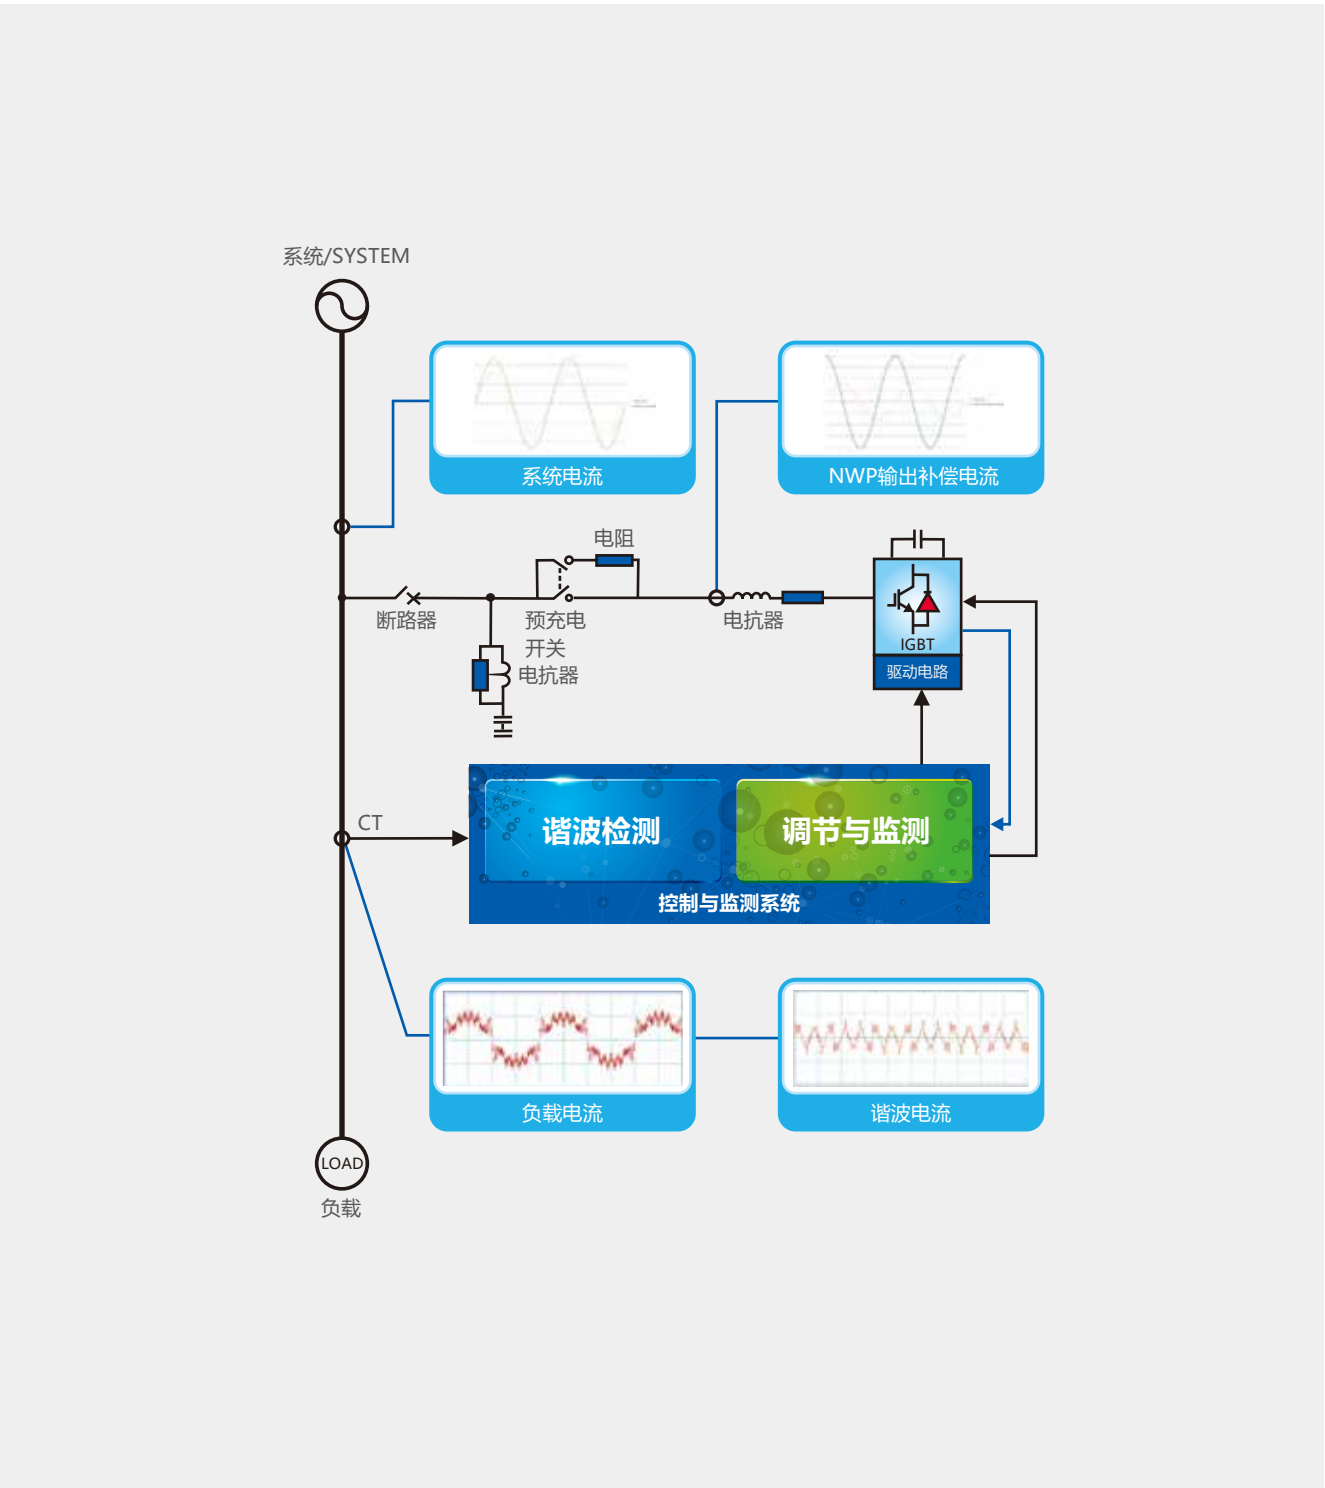 系统/SYSTEM
系统电流
NWP输出补偿电流
电阻
断路器
预充电
开关
电抗器
电抗器
IGBT
驱动电路
CT
谐波检测
调节与监测
控制与监测系统
负载电流
谐波电流
LOAD
负载